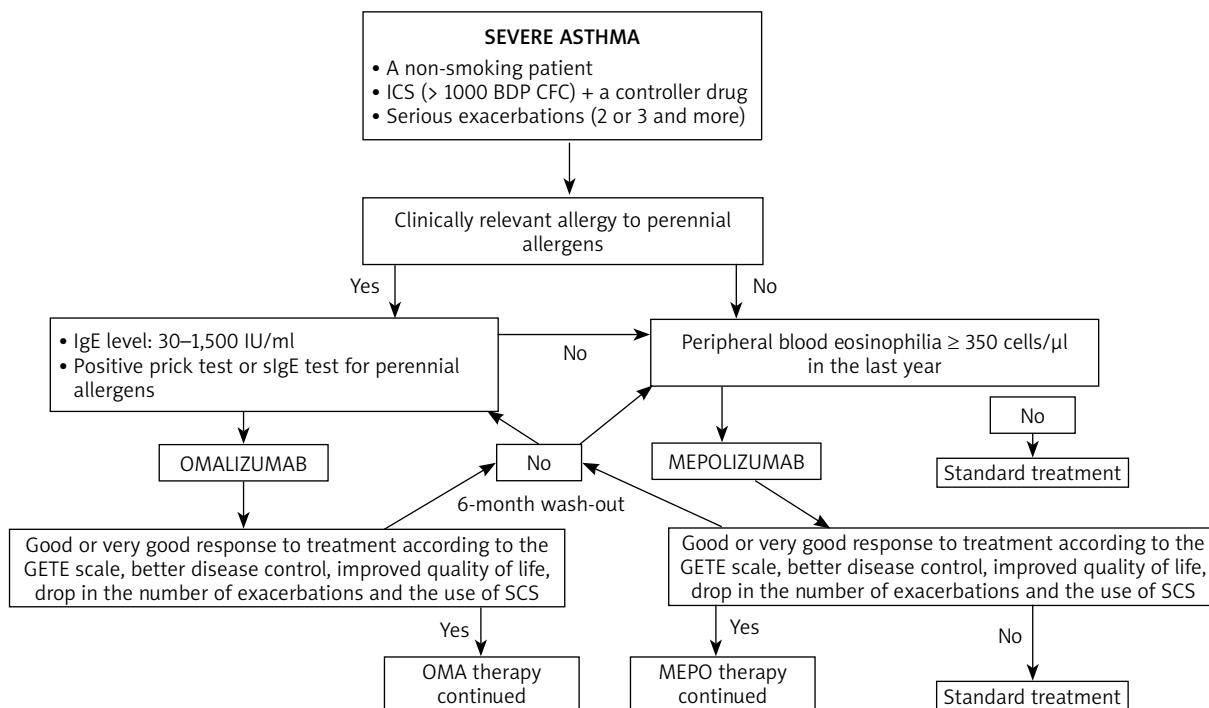 SEVERE ASTHMA
• A non-smoking patient
• ICS (> 1000 BDP CFC) + a controller drug
• Serious exacerbations (2 or 3 and more)
Clinically relevant allergy to perennial
allergens
Yes
No
• IgE level: 30–1,500 IU/ml
• Positive prick test or sIgE test for perennial
allergens
No
Peripheral blood eosinophilia ≥ 350 cells/µl
in the last year
No
OMALIZUMAB
No
MEPOLIZUMAB
Standard treatment
6-month wash-out
Good or very good response to treatment according to the
GETE scale, better disease control, improved quality of life,
drop in the number of exacerbations and the use of SCS
Good or very good response to treatment according to the
GETE scale, better disease control, improved quality of life,
drop in the number of exacerbations and the use of SCS
Yes
Yes
No
OMA therapy
continued
MEPO therapy
continued
Standard treatment